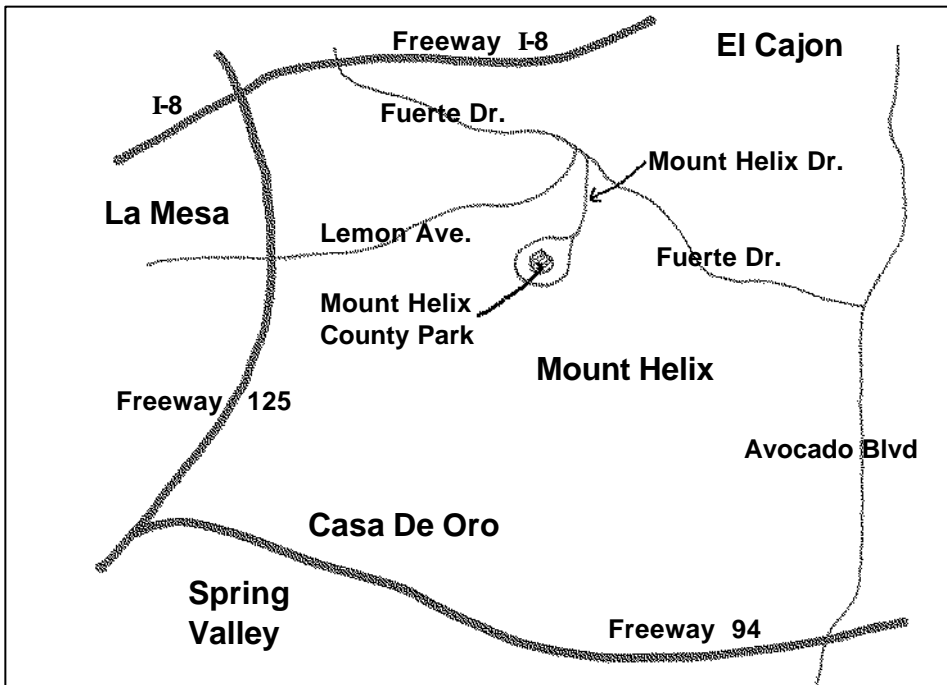 Freeway I-8
El Cajon
I-8
Fuerte Dr.
Mount Helix Dr.
La Mesa
Lemon Ave.
Fuerte Dr.
Mount Helix
County Park
Mount Helix
Freeway 125
Avocado Blvd
Casa De Oro
Spring
Valley
Freeway 94